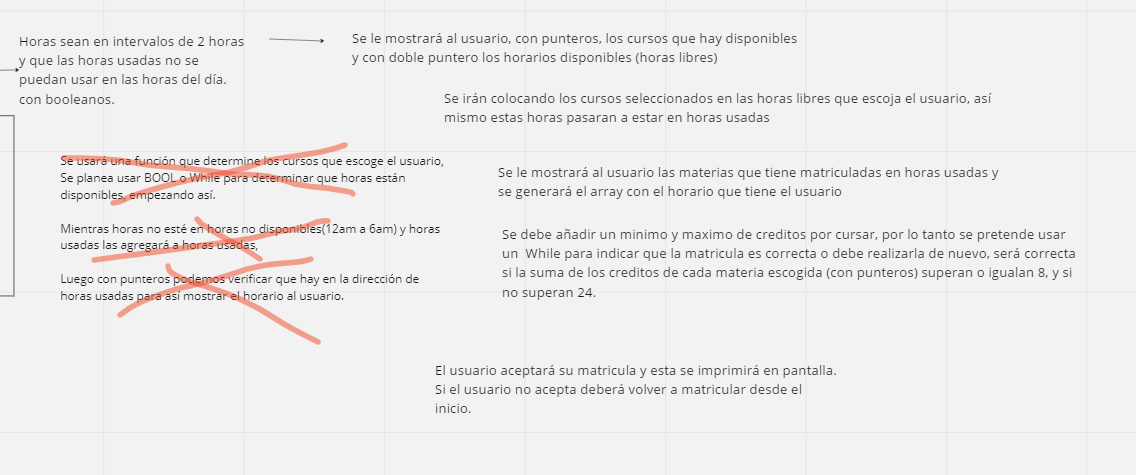 Horas sean en intervalos de 2 horas
y que las horas usadas no se
puedan usar en las horas del día.
con booleanos.
Se le mostrará al usuario, con punteros, los cursos que hay disponibles
y con doble puntero los horarios disponibles (horas libres)
Se irán colocando los cursos seleccionados en las horas libres que escoja el usuario, así
mismo estas horas pasaran a estar en horas usadas
Se usará una función que determine los cursos que escoge el usuario,
Se planea usar BOOL o While para determinar que horas están
disponibles, empezando así.
Mientras horas no esté en horas no disponibles(12am a 6am) y horas
usadas las agregará a horas usadas,
Luego con punteros podemos verificar que hay en la dirección de
horas usadas para así mostrar el horario al usuario.
Se le mostrará al usuario las materias que tiene matriculadas en horas usadas y
se generará el array con el horario que tiene el usuario
Se debe añadir un minimo y maximo de creditos por cursar, por lo tanto se pretende usar
un While para indicar que la matricula es correcta o debe realizarla de nuevo, será correcta
si la suma de los creditos de cada materia escogida (con punteros) superan o igualan 8, y si
no superan 24.
El usuario aceptará su matricula y esta se imprimirá en pantalla.
Si el usuario no acepta deberá volver a matricular desde el
inicio.